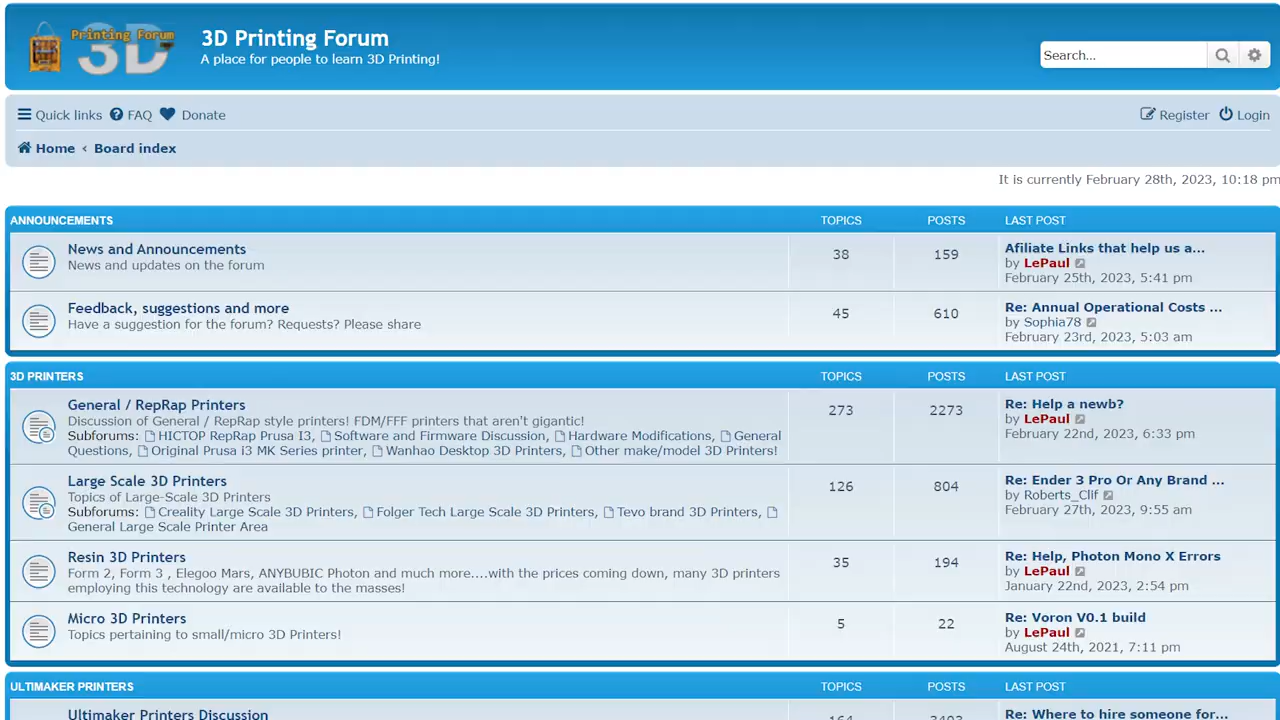 Printing Forum
3D
3D Printing Forum
A place for people to learn 3D Printing!
Search...
Quick links FAQ Donate
Register Login
Home ‹ Board index
It is currently February 28th, 2023, 10:18 pm
ANNOUNCEMENTS TOPICS POSTS LAST POST
News and Announcements
News and updates on the forum
38 159
Afiliate Links that help us a...
by LePaul
February 25th, 2023, 5:41 pm
Feedback, suggestions and more
Have a suggestion for the forum? Requests? Please share
45 610
Re: Annual Operational Costs ...
by Sophia78
February 23rd, 2023, 5:03 am
3D PRINTERS TOPICS POSTS LAST POST
General / RepRap Printers
Discussion of General / RepRap style printers! FDM/FFF printers that aren't gigantic!
Subforums: HICTOP RepRap Prusa I3, Software and Firmware Discussion, Hardware Modifications, General
Questions, Original Prusa i3 MK Series printer, Wanhao Desktop 3D Printers, Other make/model 3D Printers!
273 2273
Re: Help a newb?
by LePaul
February 22nd, 2023, 6:33 pm
Large Scale 3D Printers
Topics of Large-Scale 3D Printers
Subforums: Creality Large Scale 3D Printers, Folger Tech Large Scale 3D Printers, Tevo brand 3D Printers,
General Large Scale Printer Area
126 804
Re: Ender 3 Pro Or Any Brand ...
by Roberts_Clif
February 27th, 2023, 9:55 am
Resin 3D Printers
Form 2, Form 3 , Elegoo Mars, ANYBUBIC Photon and much more....with the prices coming down, many 3D printers
employing this technology are available to the masses!
35 194
Re: Help, Photon Mono X Errors
by LePaul
January 22nd, 2023, 2:54 pm
Micro 3D Printers
Topics pertaining to small/micro 3D Printers!
5 22
Re: Voron V0.1 build
by LePaul
August 24th, 2021, 7:11 pm
ULTIMAKER PRINTERS TOPICS POSTS LAST POST
Ultimaker Printers Discussion
Re: Where to hire someone for...